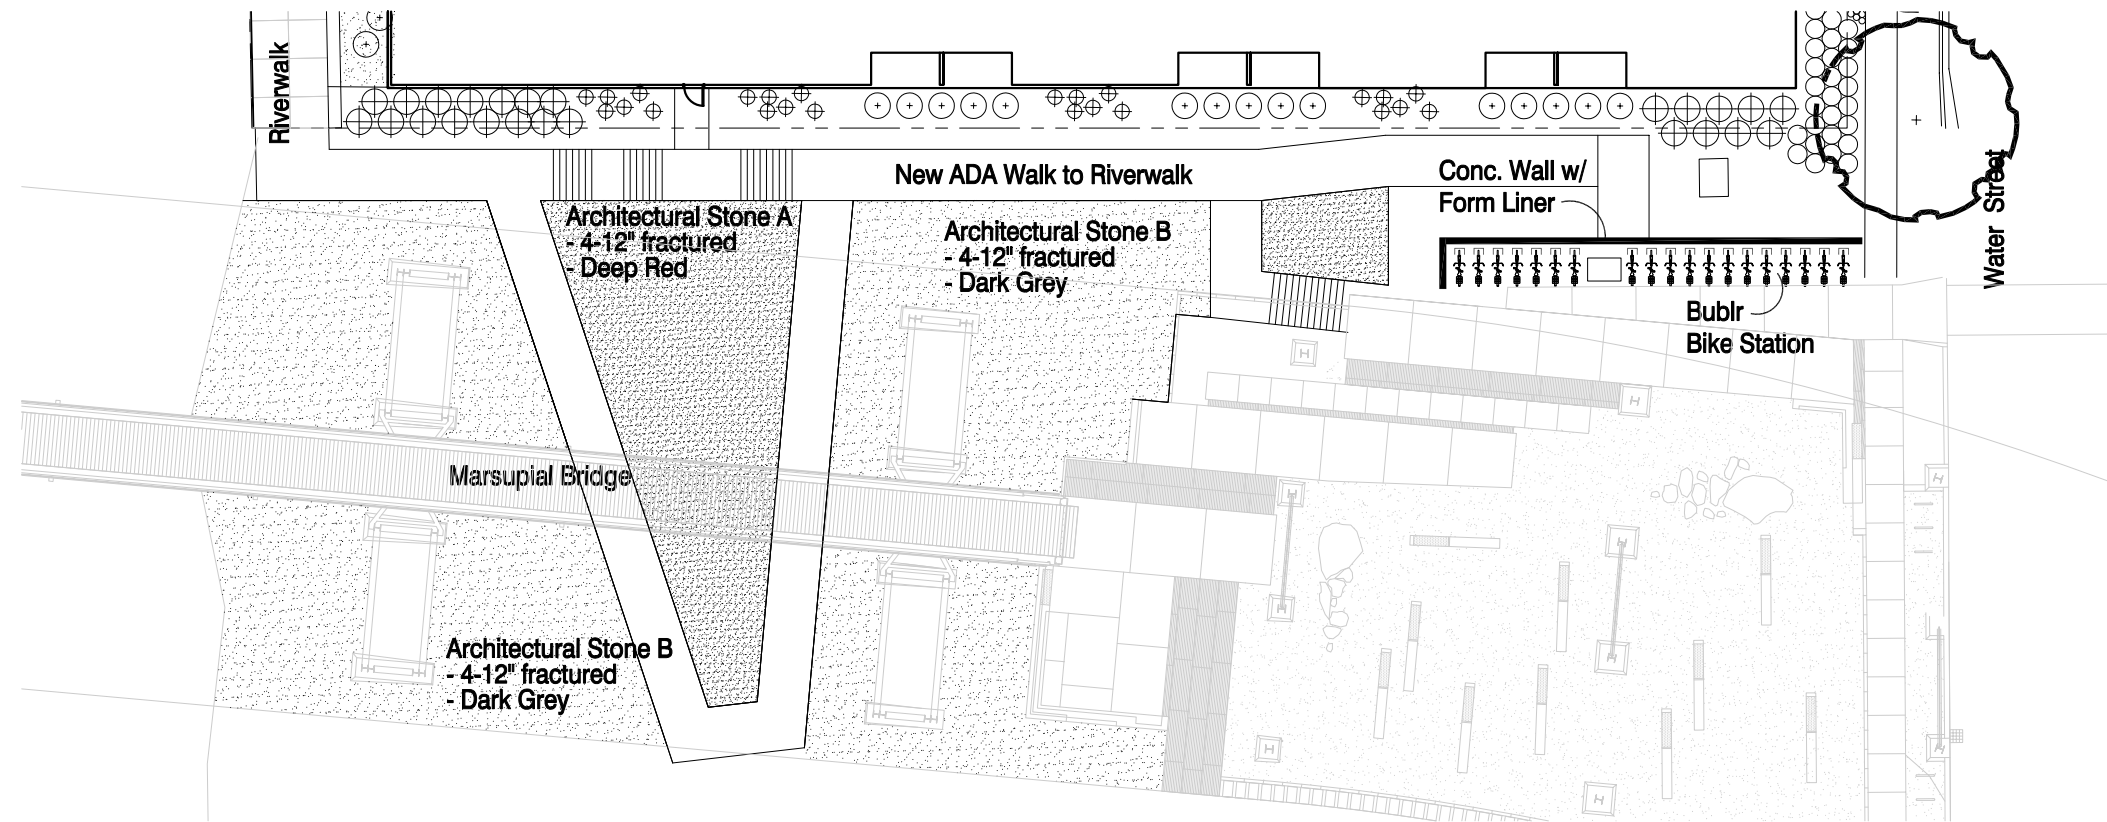 Riverwalk
New ADA Walk to Riverwalk
Conc. Wall w/
Form Liner
Water Street
Architectural Stone A
- 4-12" fractured
- Deep Red
Architectural Stone B
- 4-12" fractured
- Dark Grey
Bublr
Bike Station
Marsupial Bridge
Architectural Stone B
- 4-12" fractured
- Dark Grey